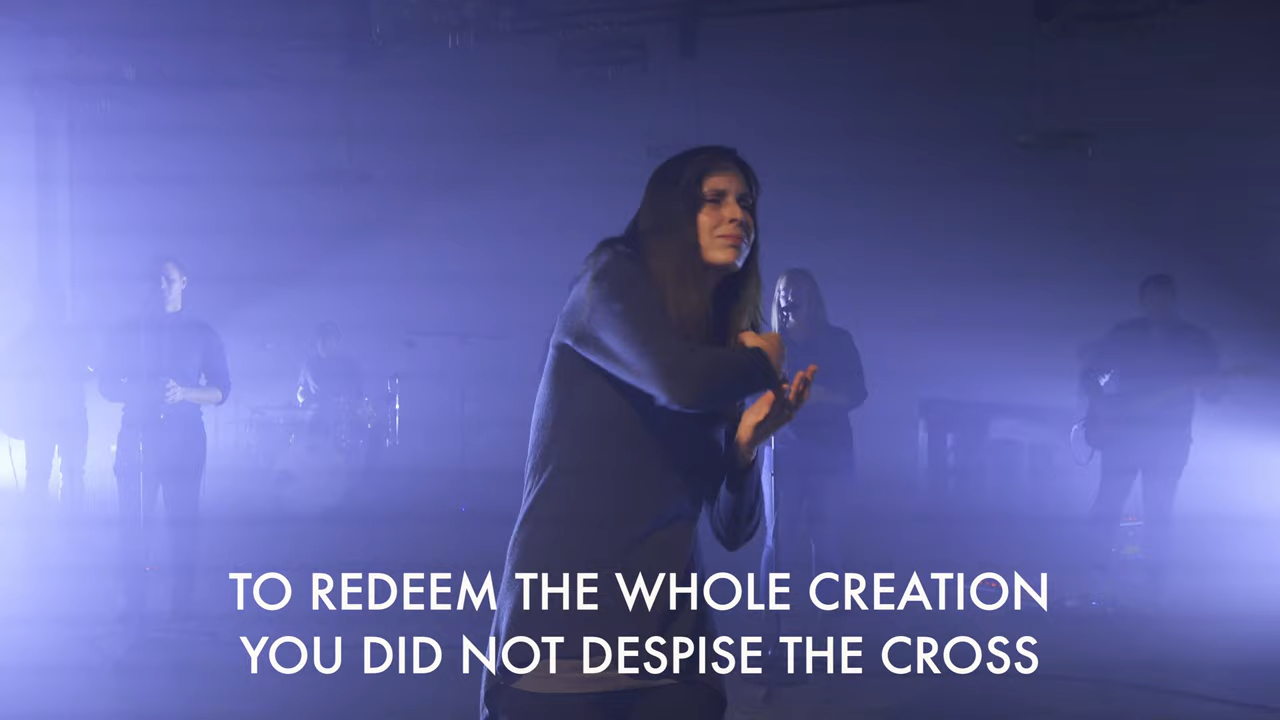 TO REDEEM THE WHOLE CREATION
YOU DID NOT DESPISE THE CROSS